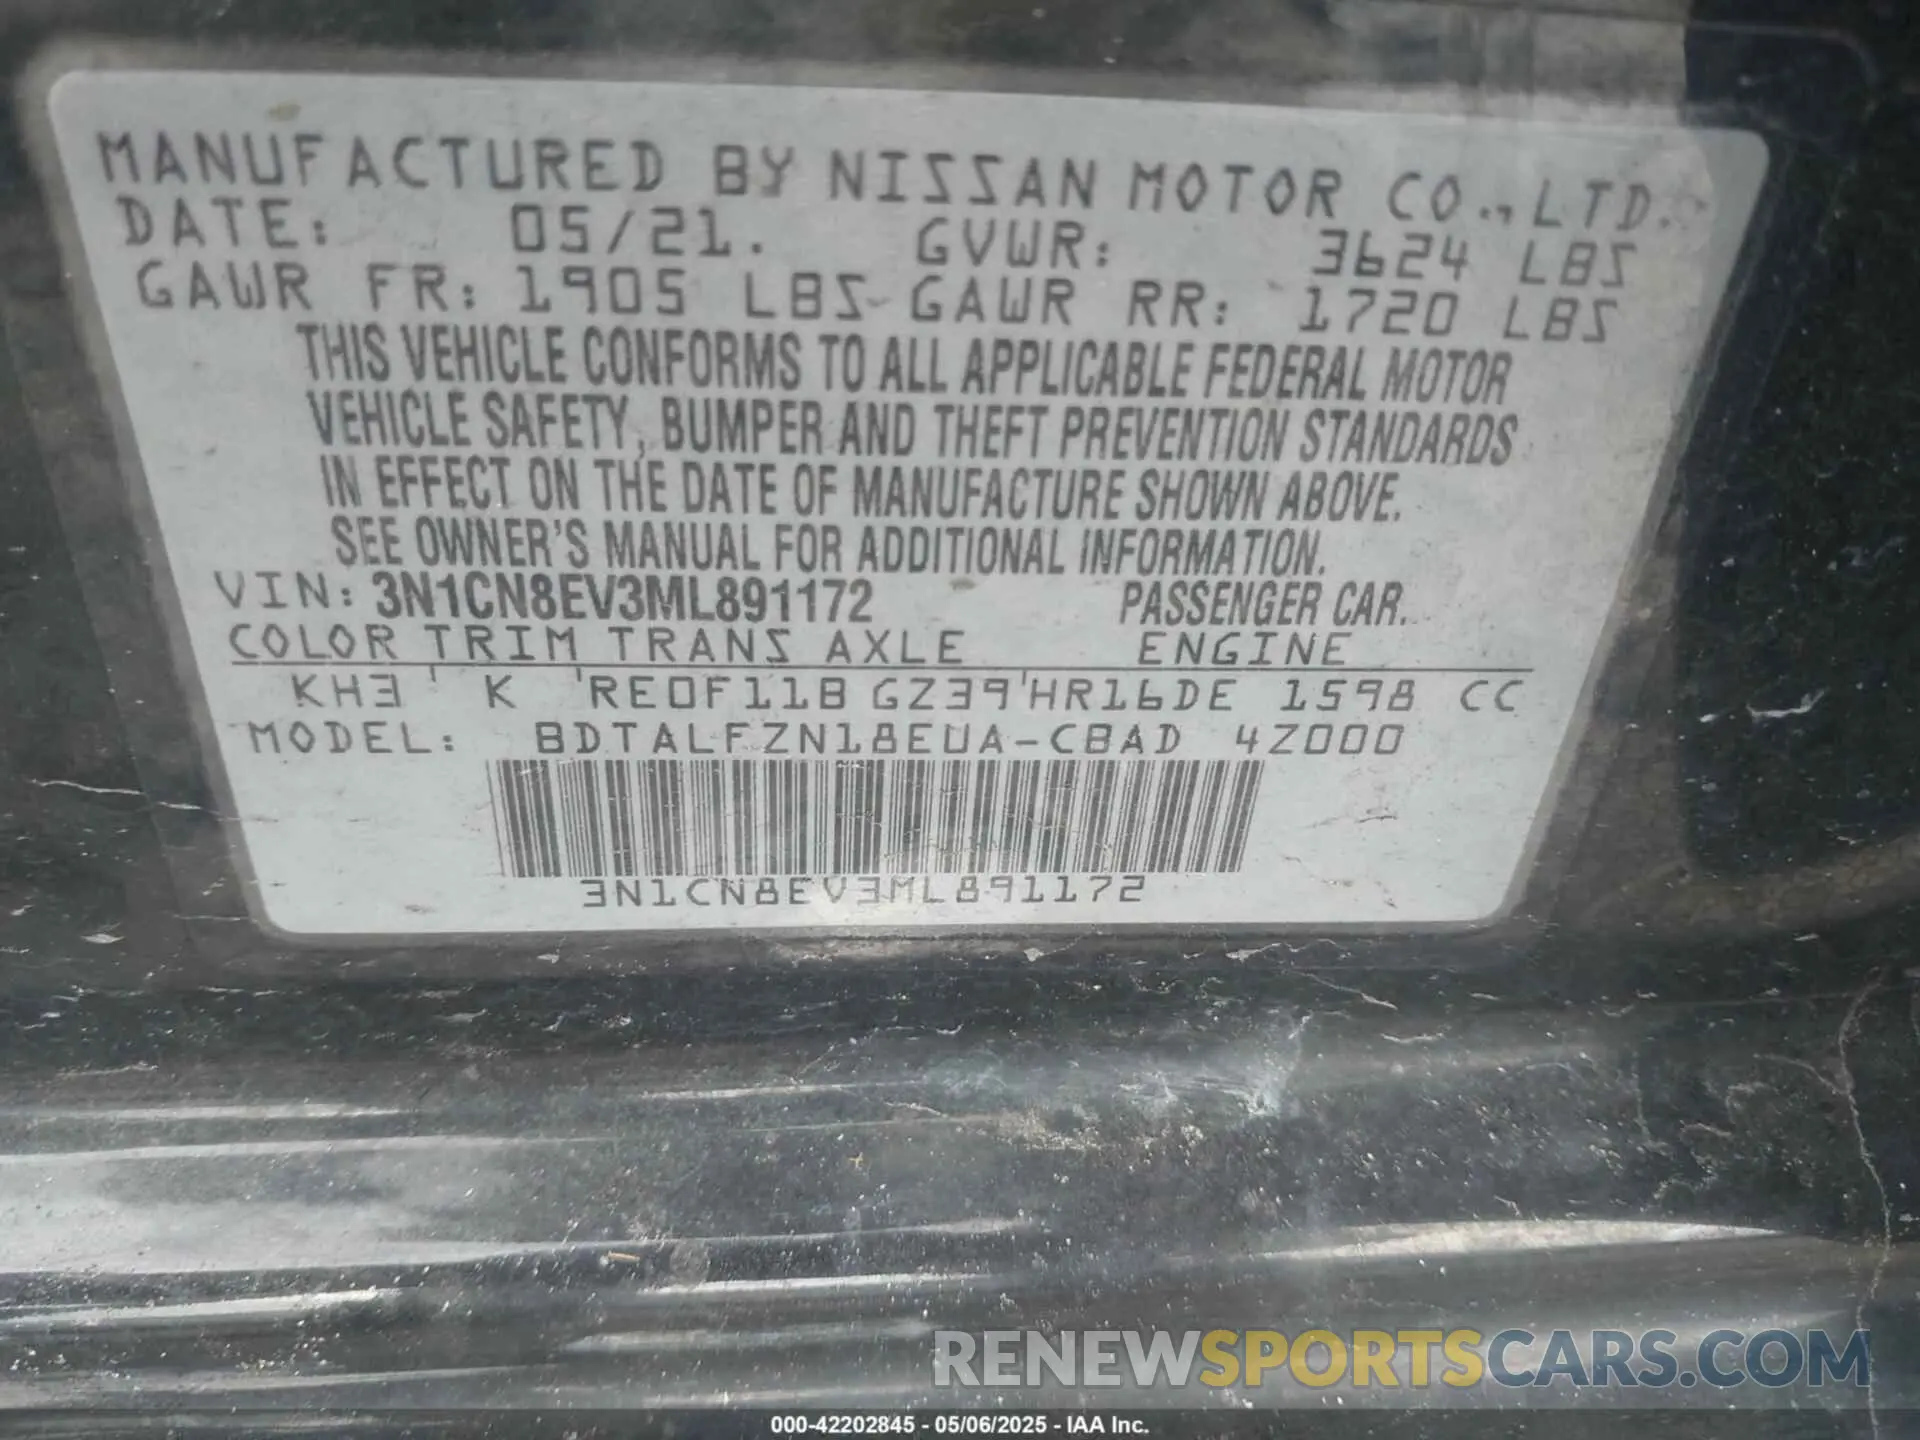 MANUFACTURED BY NISSAN MOTOR CO., LTD.
DATE: 05/21. GVWR: 3624 LBS
GAWR FR: 1905 LBS GAWR RR: 1720 LBS
THIS VEHICLE CONFORMS TO ALL APPLICABLE FEDERAL MOTOR
VEHICLE SAFETY, BUMPER AND THEFT PREVENTION STANDARDS
IN EFFECT ON THE DATE OF MANUFACTURE SHOWN ABOVE.
SEE OWNER'S MANUAL FOR ADDITIONAL INFORMATION.
VIN: 3N1CN8EV3ML891172 PASSENGER CAR.
COLOR TRIM TRANS AXLE ENGINE
KH3 K RE0F11B GZ39 HR16DE 1598 CC
MODEL: BDTALFZN18EUA-CBAD 4Z000
3N1CN8EV3ML891172
RENEWSPORTSCARS.COM
000-42202845 - 05/06/2025 - IAA Inc.